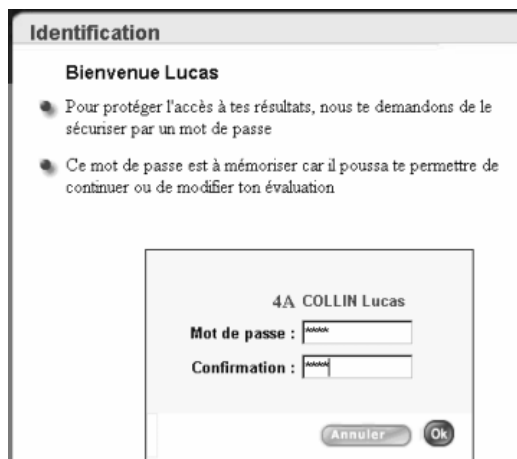 Identification
Bienvenue Lucas
Pour protéger l'accès à tes résultats, nous te demandons de le
sécuriser par un mot de passe
Ce mot de passe est à mémoriser car il poussa te permettre de
continuer ou de modifier ton évaluation
4A COLLIN Lucas
Mot de passe : *****
Confirmation : *****
Annuler Ok